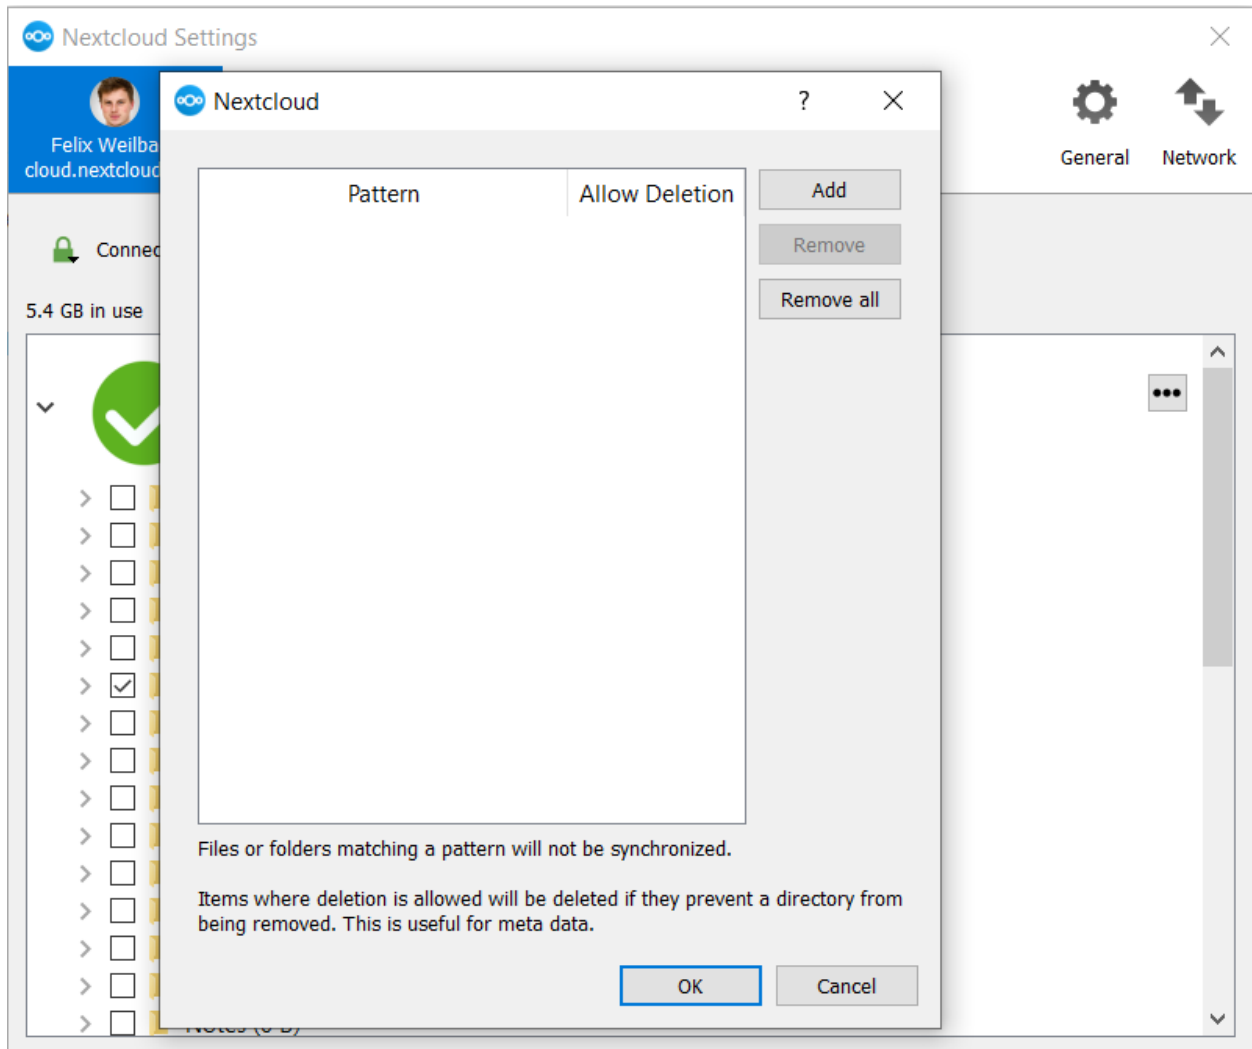 Nextcloud Settings
Felix Weilba
cloud.nextcloud
General
Network
Nextcloud
?
Pattern
Allow Deletion
Add
Remove
Remove all
Connec
5.4 GB in use
Files or folders matching a pattern will not be synchronized.
Items where deletion is allowed will be deleted if they prevent a directory from
being removed. This is useful for meta data.
OK
Cancel